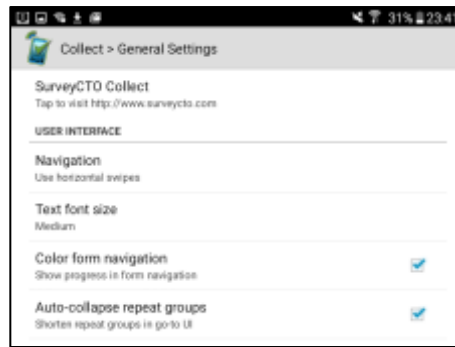 31% 23:41
Collect > General Settings
SurveyCTO Collect
Tap to visit http://www.surveycto.com
USER INTERFACE
Navigation
Use horizontal swipes
Text font size
Medium
Color form navigation
Show progress in form navigation
Auto-collapse repeat groups
Shorten repeat groups in go-to UI